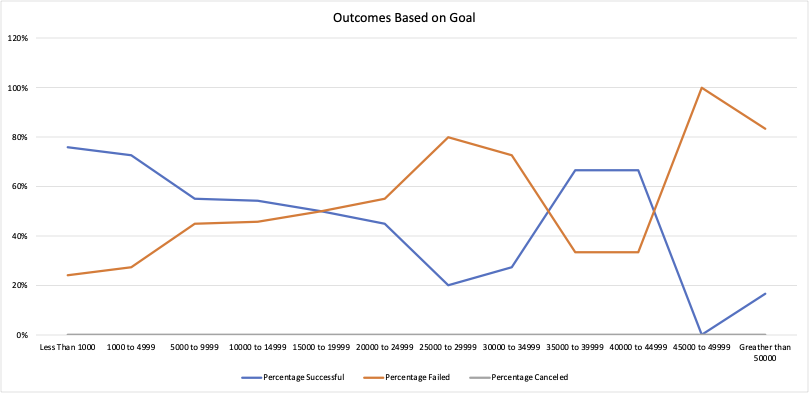 Outcomes Based on Goal
120%
100%
80%
60%
40%
20%
0%
Less Than 1000 1000 to 4999 5000 to 9999 10000 to 14999 15000 to 19999 20000 to 24999 25000 to 29999 30000 to 34999 35000 to 39999 40000 to 44999 45000 to 49999 Greather than
50000
Percentage Successful Percentage Failed Percentage Canceled